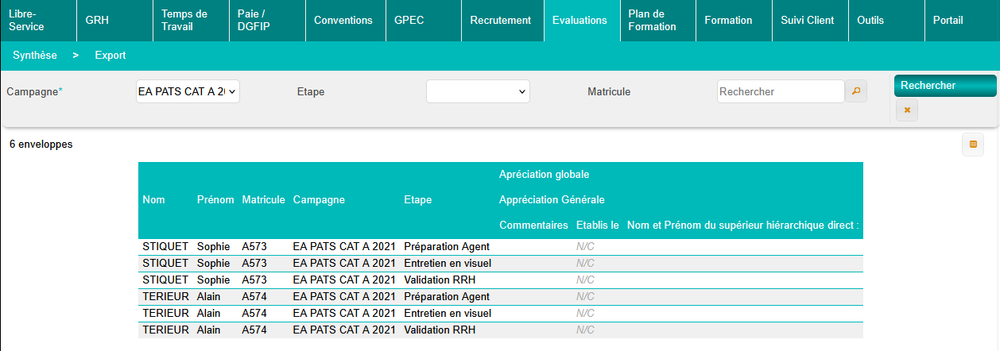 Libre-Service GRH Temps de Travail Paie / DGFIP Conventions GPEC Recrutement Evaluations Plan de Formation Formation Suivi Client Outils Portail
Synthèse > Export
Campagne* EA PATS CAT A 2( Etape Matricule Rechercher Rechercher
6 enveloppes
Apréciation globale
Nom Prénom Matricule Campagne Etape Appréciation Générale
Commentaires Etablis le Nom et Prénom du supérieur hiérarchique direct :
STIQUET Sophie A573 EA PATS CAT A 2021 Préparation Agent N/C
STIQUET Sophie A573 EA PATS CAT A 2021 Entretien en visuel N/C
STIQUET Sophie A573 EA PATS CAT A 2021 Validation RRH N/C
TERIEUR Alain A574 EA PATS CAT A 2021 Préparation Agent N/C
TERIEUR Alain A574 EA PATS CAT A 2021 Entretien en visuel N/C
TERIEUR Alain A574 EA PATS CAT A 2021 Validation RRH N/C